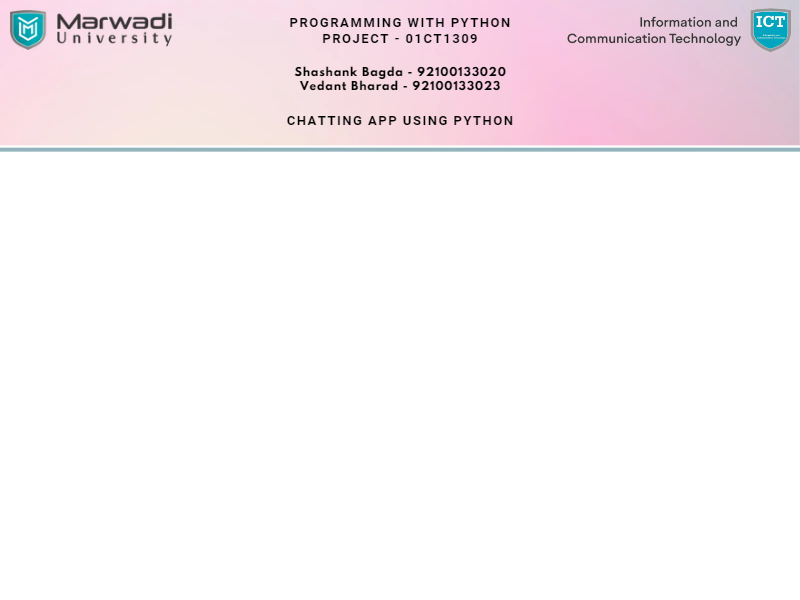 Marwadi
University
PROGRAMMING WITH PYTHON
PROJECT - 01CT1309
Shashank Bagda - 92100133020
Vedant Bharad - 92100133023
CHATTING APP USING PYTHON
Information and
Communication Technology
ICT